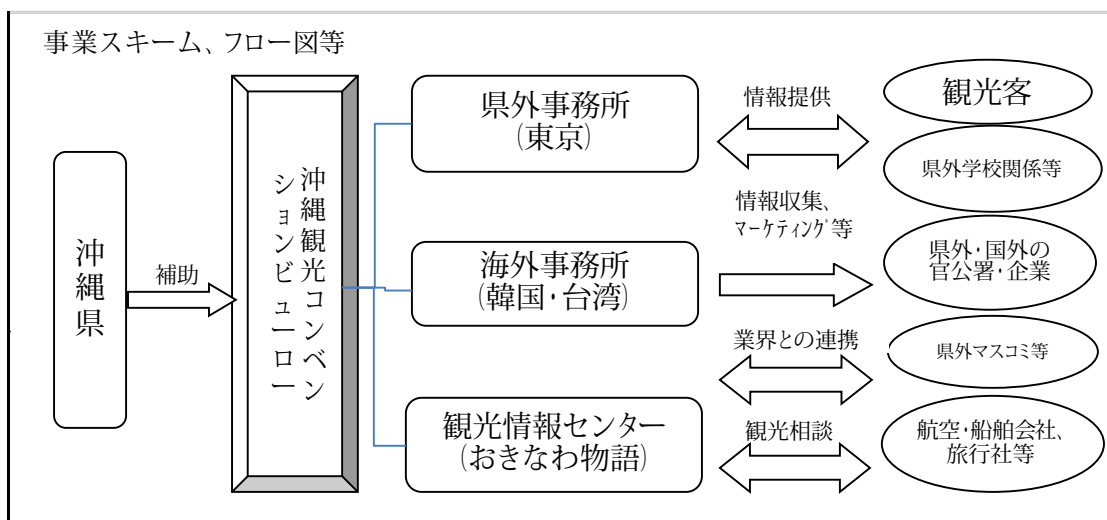 事業スキーム、フロー図等
沖縄県
補助
沖縄観光コンベン
ションビューロー
県外事務所
(東京)
海外事務所
(韓国・台湾)
観光情報センター
(おきなわ物語)
情報提供
情報収集、
ﾏｰｹﾃｨﾝｸﾞ等
業界との連携
観光相談
観光客
県外学校関係等
県外・国外の
官公署・企業
県外マスコミ等
航空・船舶会社、
旅行社等